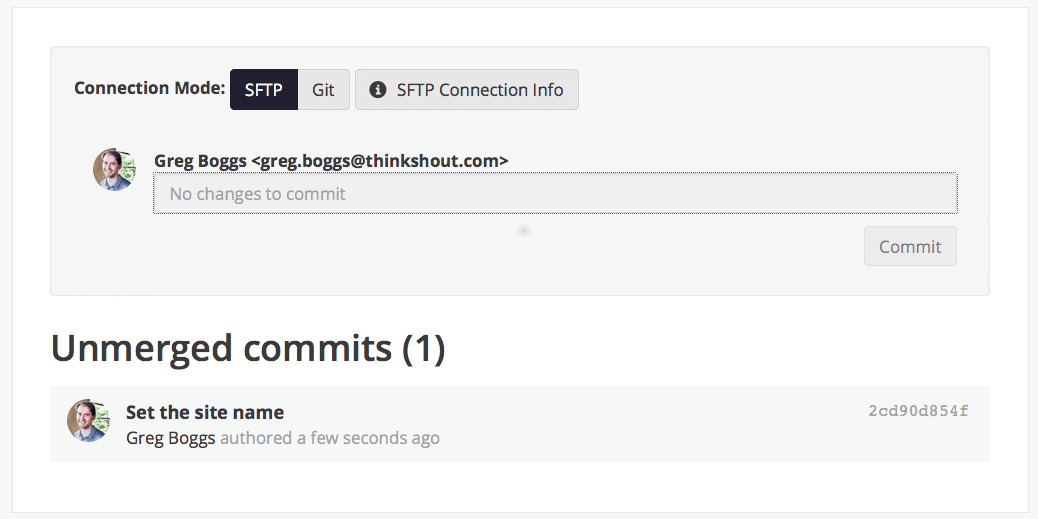 Connection Mode: SFTP Git SFTP Connection Info
Greg Boggs <greg.boggs@thinkshout.com>
No changes to commit
Commit
Unmerged commits (1)
Set the site name 2cd90d854f
Greg Boggs authored a few seconds ago